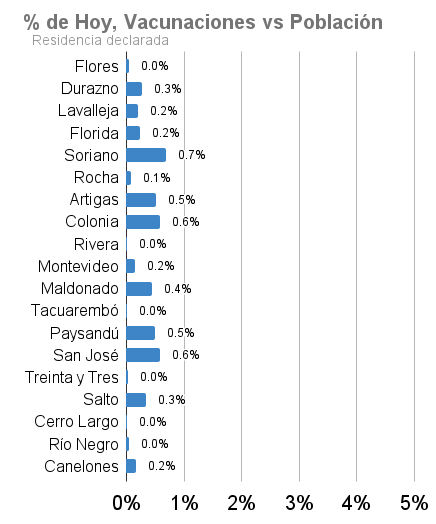 % de Hoy, Vacunaciones vs Población
Residencia declarada
Flores 0.0%
Durazno 0.3%
Lavalleja 0.2%
Florida 0.2%
Soriano 0.7%
Rocha 0.1%
Artigas 0.5%
Colonia 0.6%
Rivera 0.0%
Montevideo 0.2%
Maldonado 0.4%
Tacuarembó 0.0%
Paysandú 0.5%
San José 0.6%
Treinta y Tres 0.0%
Salto 0.3%
Cerro Largo 0.0%
Río Negro 0.0%
Canelones 0.2%
0% 1% 2% 3% 4% 5%